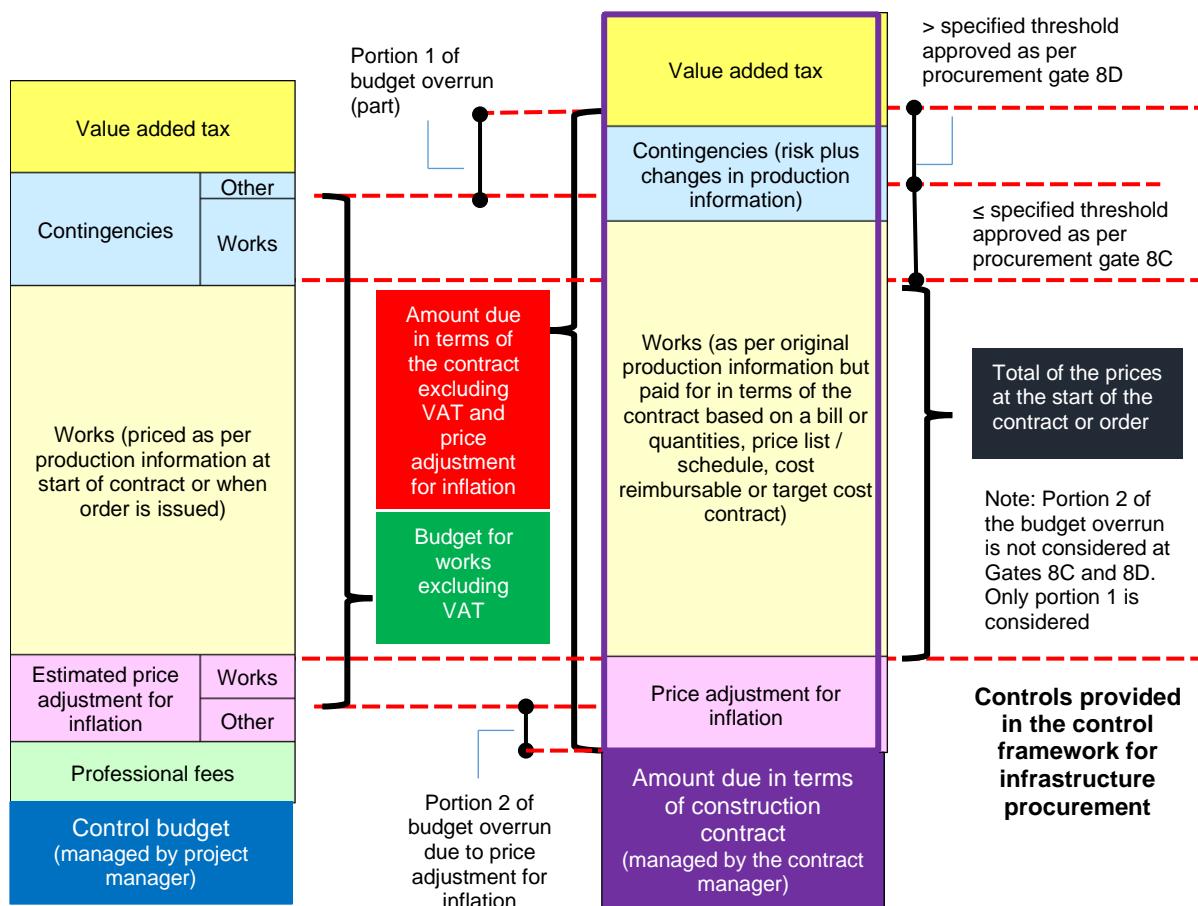 Value added tax
Contingencies
Other
Works
Works (priced as per
production information at
start of contract or when
order is issued)
Estimated price
adjustment for
inflation
Works
Other
Professional fees
Control budget
(managed by project
manager)
Portion 1 of
budget overrun
(part)
Amount due
in terms of
the contract
excluding
VAT and
price
adjustment
for inflation
Budget for
works
excluding
VAT
Portion 2 of
budget overrun
due to price
adjustment for
inflation
Value added tax
Contingencies (risk plus
changes in production
information)
Works (as per original
production information but
paid for in terms of the
contract based on a bill or
quantities, price list /
schedule, cost
reimbursable or target cost
contract)
Price adjustment for
inflation
Amount due in terms
of construction
contract
(managed by the contract
manager)
> specified threshold
approved as per
procurement gate 8D
≤ specified threshold
approved as per
procurement gate 8C
Total of the prices
at the start of the
contract or order
Note: Portion 2 of
the budget overrun
is not considered at
Gates 8C and 8D.
Only portion 1 is
considered
Controls provided
in the control
framework for
infrastructure
procurement